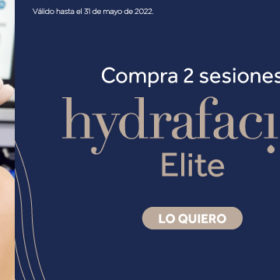 Válido hasta el 31 de mayo de 2022.
Compra 2 sesiones
hydrafaci
Elite
LO QUIERO